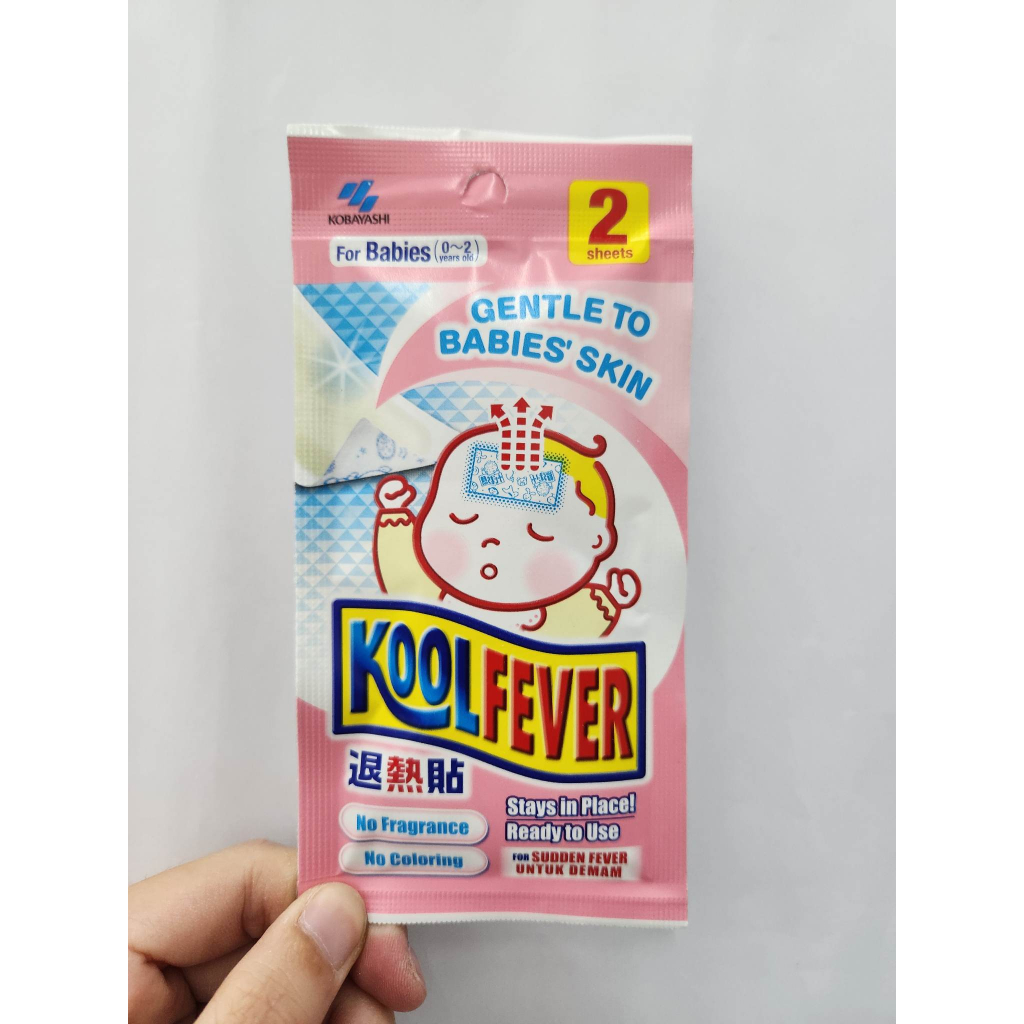 KOBAYASHI
2
sheets
For Babies (0~2 years old)
GENTLE TO
BABIES' SKIN
KOOLFEVER
退熱貼
No Fragrance
No Coloring
Stays in Place!
Ready to Use
FOR SUDDEN FEVER
UNTUK DEMAM